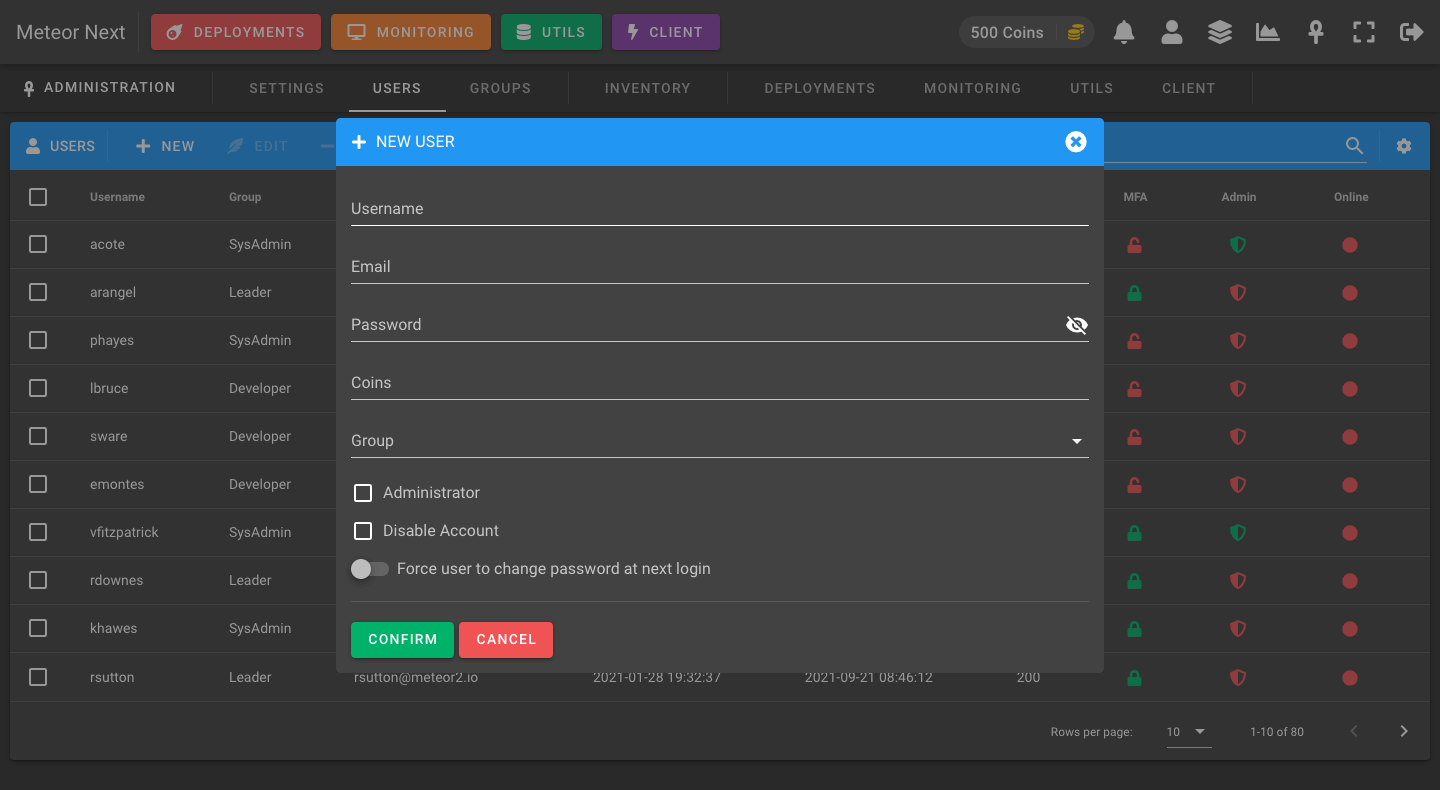 Meteor Next DEPLOYMENTS MONITORING UTILS CLIENT 500 Coins
ADMINISTRATION SETTINGS USERS GROUPS INVENTORY DEPLOYMENTS MONITORING UTILS CLIENT
USERS NEW EDIT
NEW USER
Username Group MFA Admin Online
Username
acote SysAdmin
Email
arangel Leader
Password
phayes SysAdmin
Coins
lbruce Developer
Group
sware Developer
Administrator
emontes Developer
Disable Account
vfitzpatrick SysAdmin
Force user to change password at next login
rdownes Leader
khawes SysAdmin
CONFIRM CANCEL
rsutton Leader rsutton@meteor2.io 2021-01-28 19:32:37 2021-09-21 08:46:12 200
Rows per page: 10 1-10 of 80